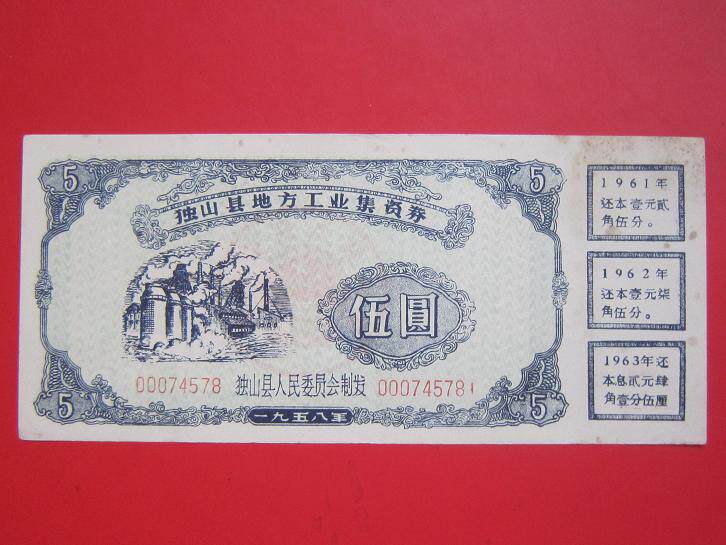 5
5
独山县地方工业集资券
伍圓
00074578
独山县人民委员会制发
00074578
5
一九五八年
5
1961年
还本壹元贰
角伍分。
1962年
还本壹元柒
角伍分。
1963年还
本息贰元肆
角壹分伍厘